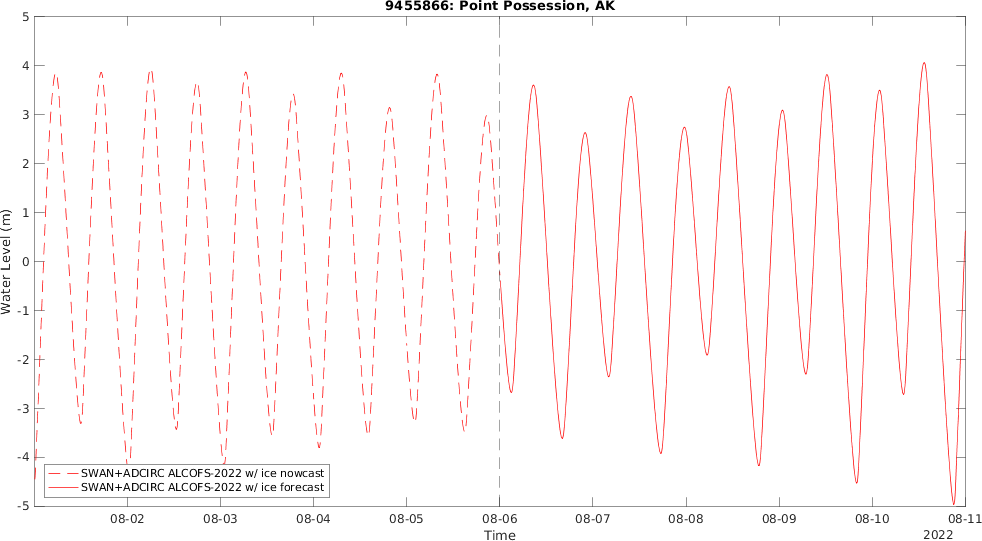 9455866: Point Possession, AK
Water Level (m)
5
4
3
2
1
0
-1
-2
-3
-4
-5
SWAN+ADCIRC ALCOFS-2022 w/ ice nowcast
SWAN+ADCIRC ALCOFS-2022 w/ ice forecast
08-02 08-03 08-04 08-05 08-06 08-07 08-08 08-09 08-10 08-11
Time
2022